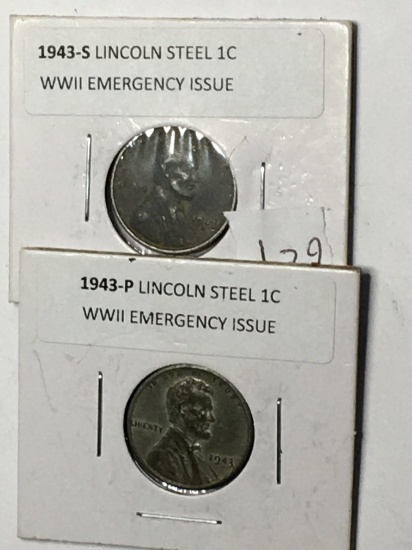 1943-S LINCOLN STEEL 1C
WWII EMERGENCY ISSUE
129
1943-P LINCOLN STEEL 1C
WWII EMERGENCY ISSUE
LIBERTY
1943